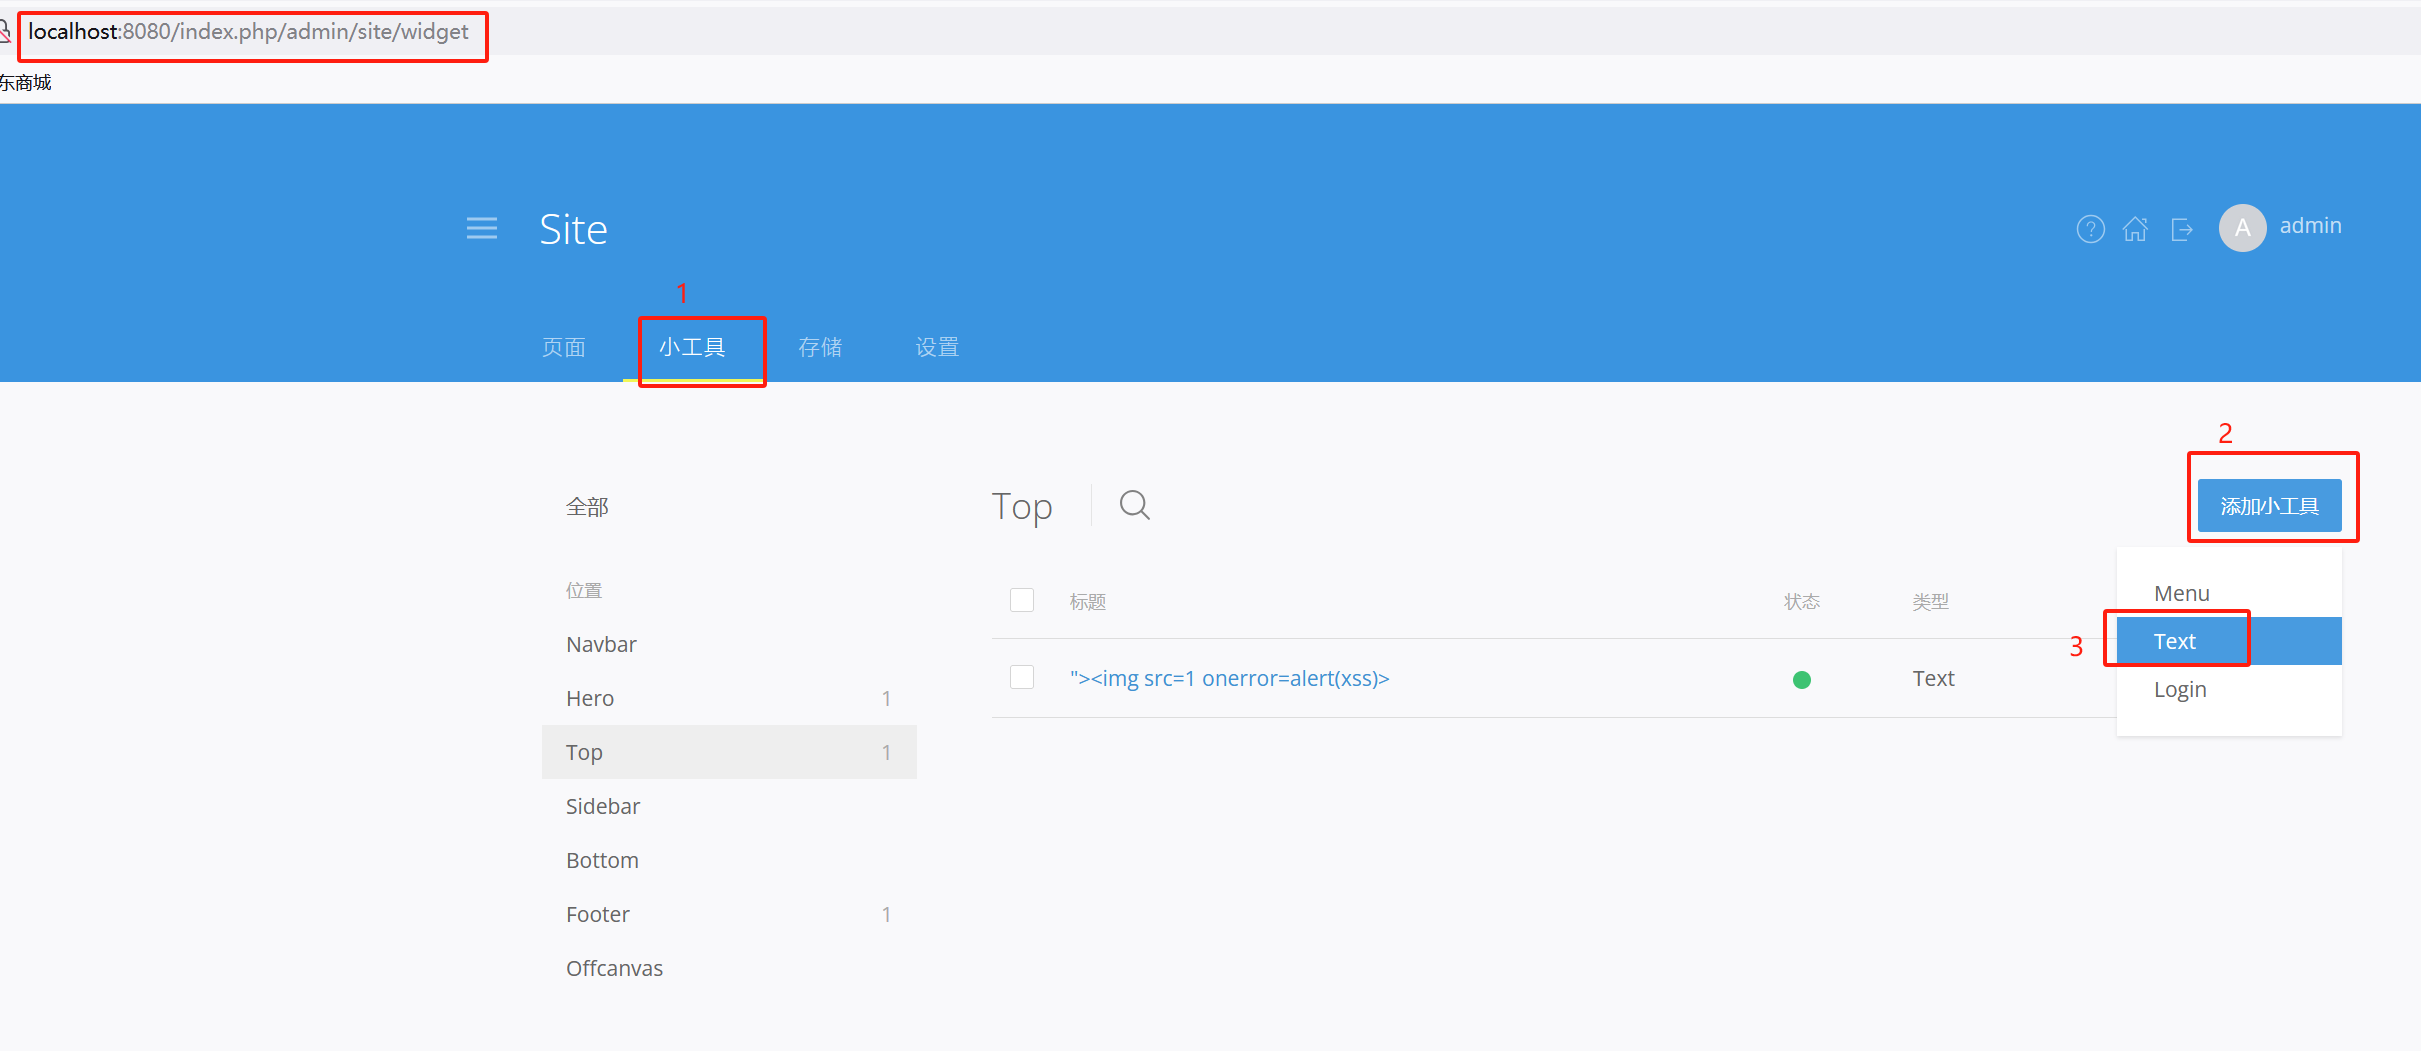 localhost:8080/index.php/admin/site/widget
东商城
Site
A admin
1
页面 小工具 存储 设置
2
全部
Top
添加小工具
位置
标题 状态 类型
Menu
Navbar
3 Text
"><img src=1 onerror=alert(xss)> Text
Login
Hero 1
Top 1
Sidebar
Bottom
Footer 1
Offcanvas